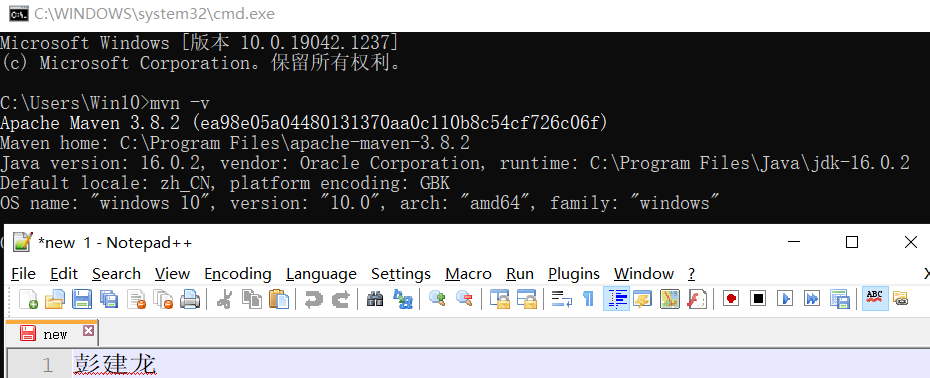 C:\WINDOWS\system32\cmd.exe
Microsoft Windows [版本 10.0.19042.1237]
(c) Microsoft Corporation。保留所有权利。
C:\Users\Win10>mvn -v
Apache Maven 3.8.2 (ea98e05a04480131370aa0c110b8c54cf726c06f)
Maven home: C:\Program Files\apache-maven-3.8.2
Java version: 16.0.2, vendor: Oracle Corporation, runtime: C:\Program Files\Java\jdk-16.0.2
Default locale: zh_CN, platform encoding: GBK
OS name: "windows 10", version: "10.0", arch: "amd64", family: "windows"
*new 1 - Notepad++
File Edit Search View Encoding Language Settings Macro Run Plugins Window ? X
ABC
new
1 彭建龙